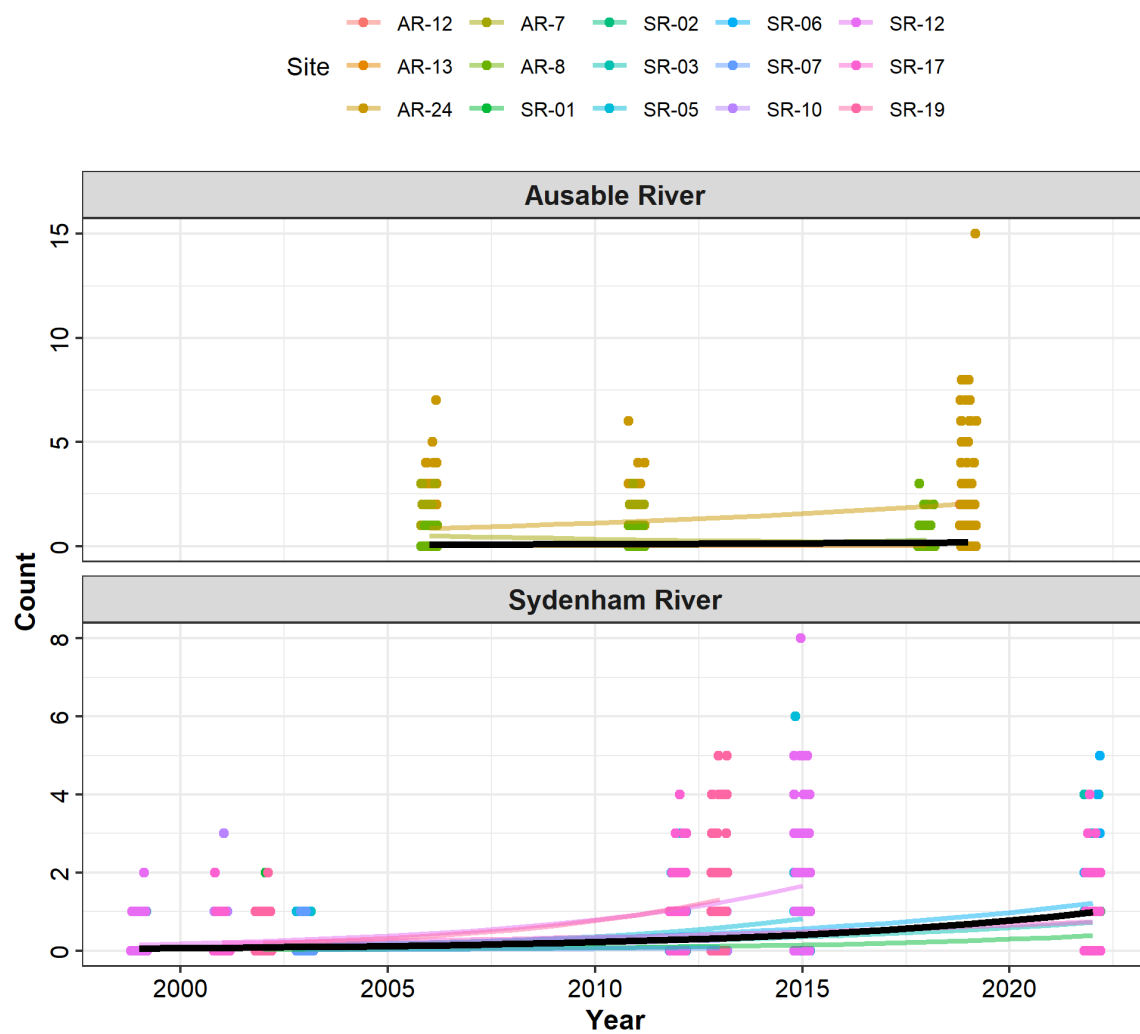 AR-12 AR-7 SR-02 SR-06 SR-12
Site AR-13 AR-8 SR-03 SR-07 SR-17
AR-24 SR-01 SR-05 SR-10 SR-19
Ausable River
15
10
5
0
Count
Sydenham River
8
6
4
2
0
2000 2005 2010 2015 2020
Year